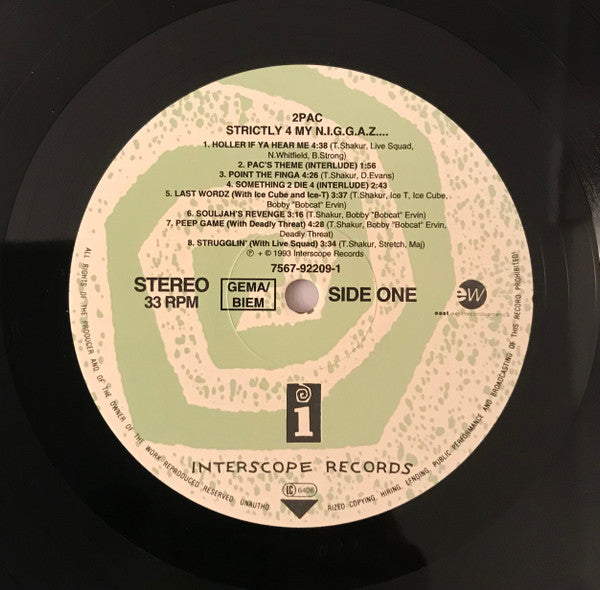 2PAC
STRICTLY 4 MY N.I.G.G.A.Z....
1. HOLLER IF YA HEAR ME 4:38 (T.Shakur, Live Squad,
N.Whitfield, B.Strong)
2. PAC'S THEME (INTERLUDE) 1:56
3. POINT THE FINGA 4:26 (T.Shakur, D.Evans)
4. SOMETHING 2 DIE 4 (INTERLUDE) 2:43
5. LAST WORDZ (With Ice Cube and Ice-T) 3:37 (T.Shakur, Ice T, Ice Cube,
Bobby "Bobcat" Ervin)
6. SOULJAH'S REVENGE 3:16 (T.Shakur, Bobby "Bobcat" Ervin)
7. PEEP GAME (With Deadly Threat) 4:28 (T.Shakur, Bobby "Bobcat" Ervin,
Deadly Threat)
8. STRUGGLIN' (With Live Squad) 3:34 (T.Shakur, Stretch, Maj)
℗ + © 1993 Interscope Records
7567-92209-1
STEREO
33 RPM
GEMA/
BIEM
SIDE ONE
ew
east
i
INTERSCOPE RECORDS
LC 6406
ALL RIGHTS OF THE PRODUCER AND OF THE OWNER OF THE WORK REPRODUCED RESERVED. UNAUTHO
RIZED COPYING, HIRING, LENDING, PUBLIC PERFORMANCE AND BROADCASTING OF THIS RECORD PROHIBITED!